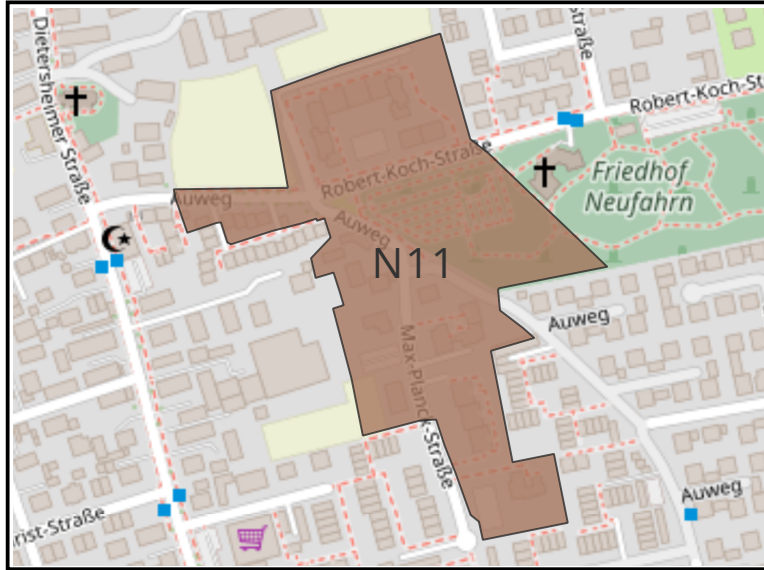 Dietersheimer Straße
Straße
Robert-Koch-St
Robert-Koch-Straße
Friedhof
Neufahrn
Auweg
Auweg
N11
Auweg
Max-Planck-Straße
Auweg
rist-Straße